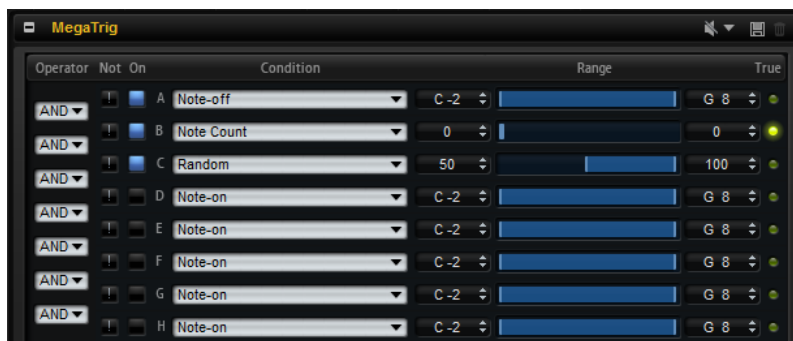 MegaTrig
Operator Not On Condition Range True
! A Note-off C -2 G 8
AND
! B Note Count 0 0
AND
! C Random 50 100
AND
! D Note-on C -2 G 8
AND
! E Note-on C -2 G 8
AND
! F Note-on C -2 G 8
AND
! G Note-on C -2 G 8
AND
! H Note-on C -2 G 8